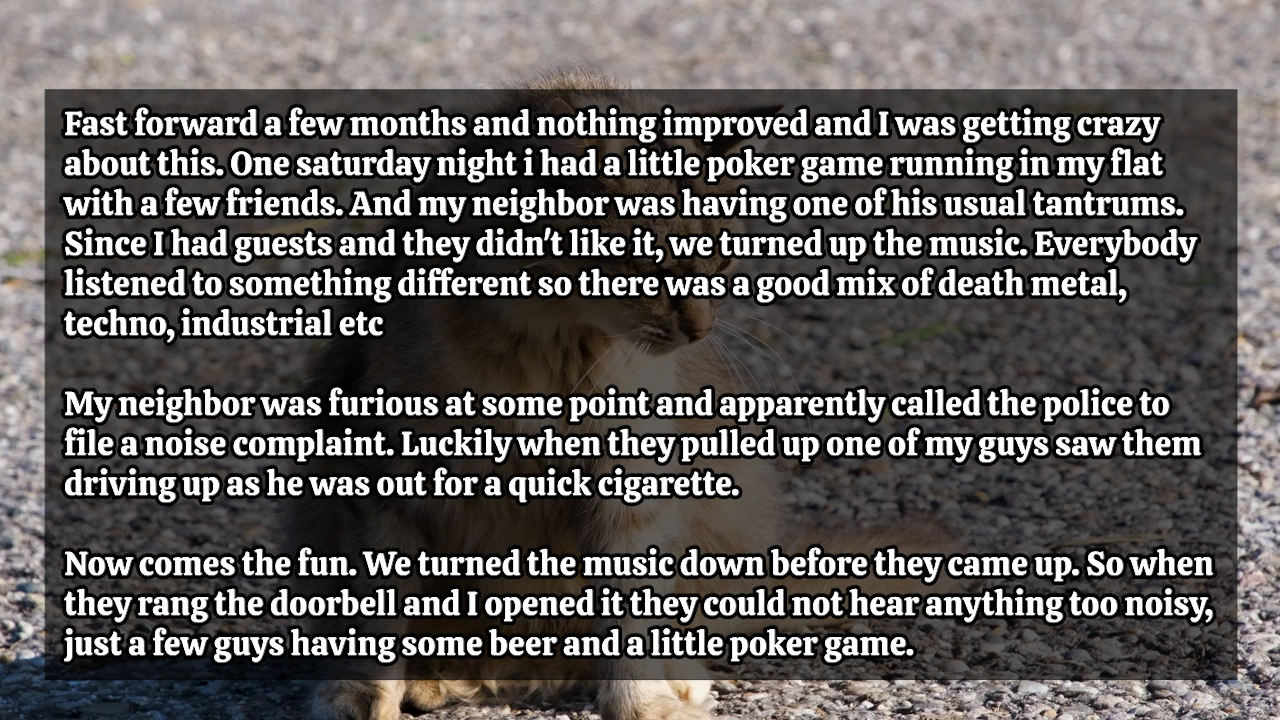 Fast forward a few months and nothing improved and I was getting crazy
about this. One saturday night i had a little poker game running in my flat
with a few friends. And my neighbor was having one of his usual tantrums.
Since I had guests and they didn't like it, we turned up the music. Everybody
listened to something different so there was a good mix of death metal,
techno, industrial etc
My neighbor was furious at some point and apparently called the police to
file a noise complaint. Luckily when they pulled up one of my guys saw them
driving up as he was out for a quick cigarette.
Now comes the fun. We turned the music down before they came up. So when
they rang the doorbell and I opened it they could not hear anything too noisy,
just a few guys having some beer and a little poker game.